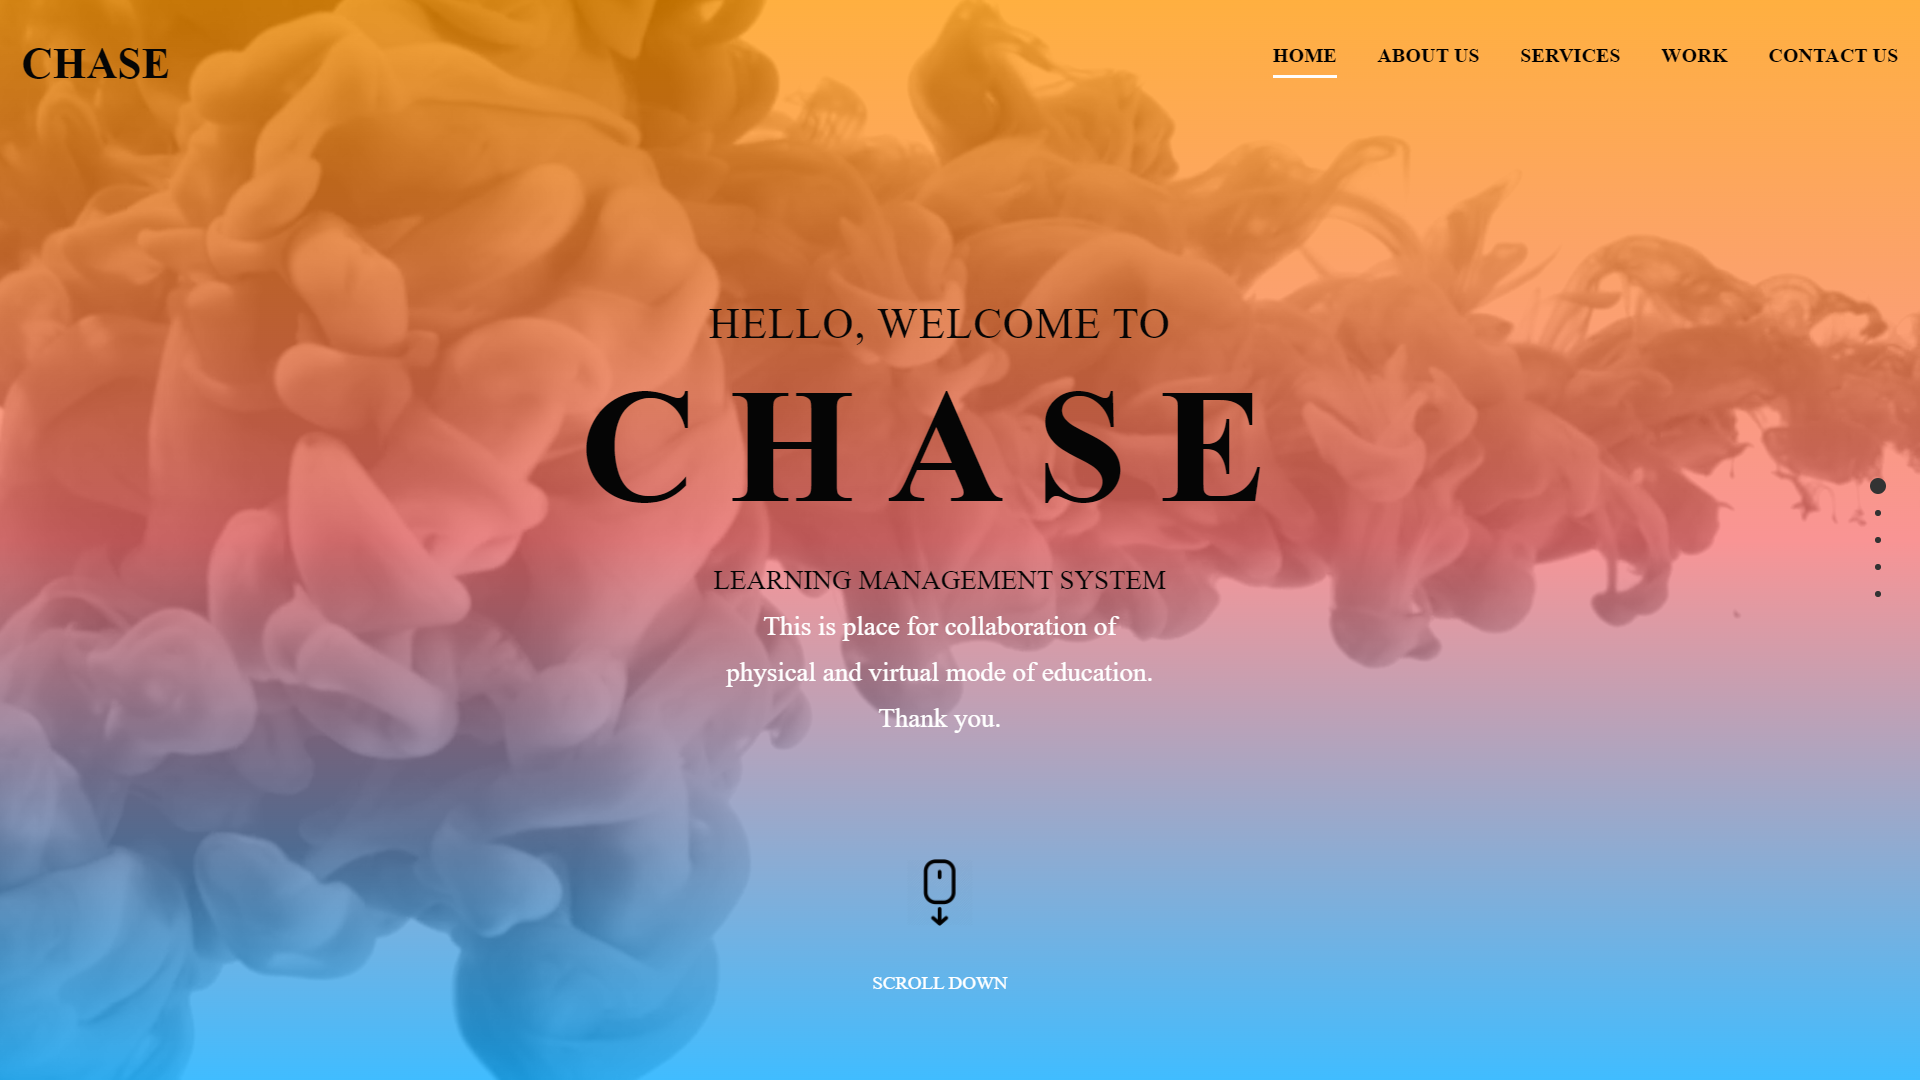 CHASE
HOME ABOUT US SERVICES WORK CONTACT US
HELLO, WELCOME TO
CHASE
LEARNING MANAGEMENT SYSTEM
This is place for collaboration of
physical and virtual mode of education.
Thank you.
SCROLL DOWN